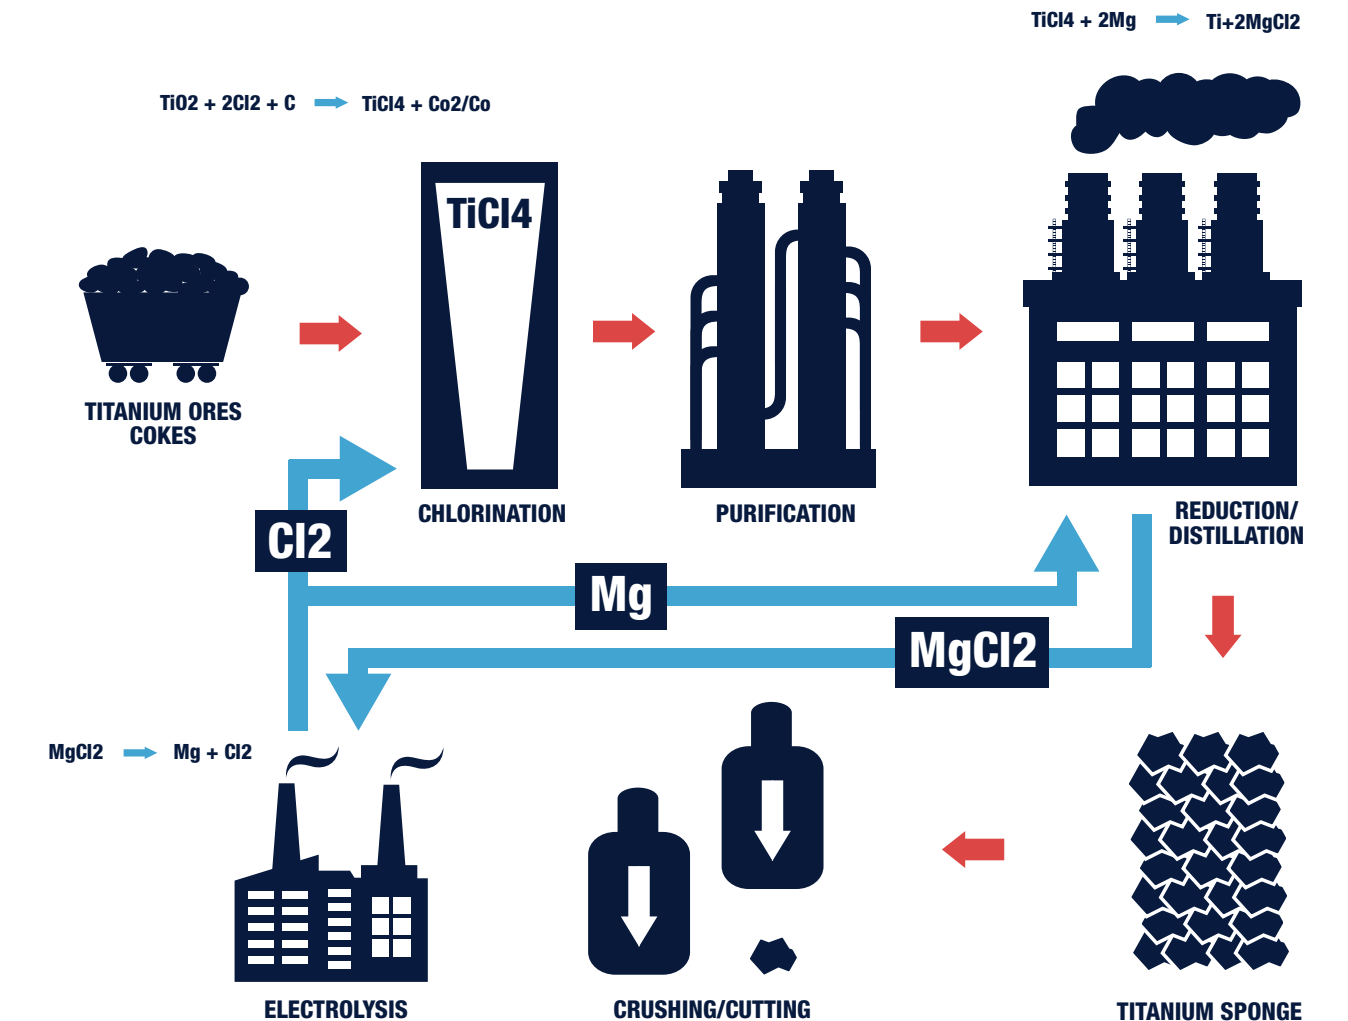 TiCl4 + 2Mg Ti+2MgCl2
TiO2 + 2Cl2 + C TiCl4 + Co2/Co
TiCl4
TITANIUM ORES
COKES
CHLORINATION
PURIFICATION
REDUCTION/
DISTILLATION
Cl2
Mg
MgCl2
MgCl2 Mg + Cl2
ELECTROLYSIS
CRUSHING/CUTTING
TITANIUM SPONGE